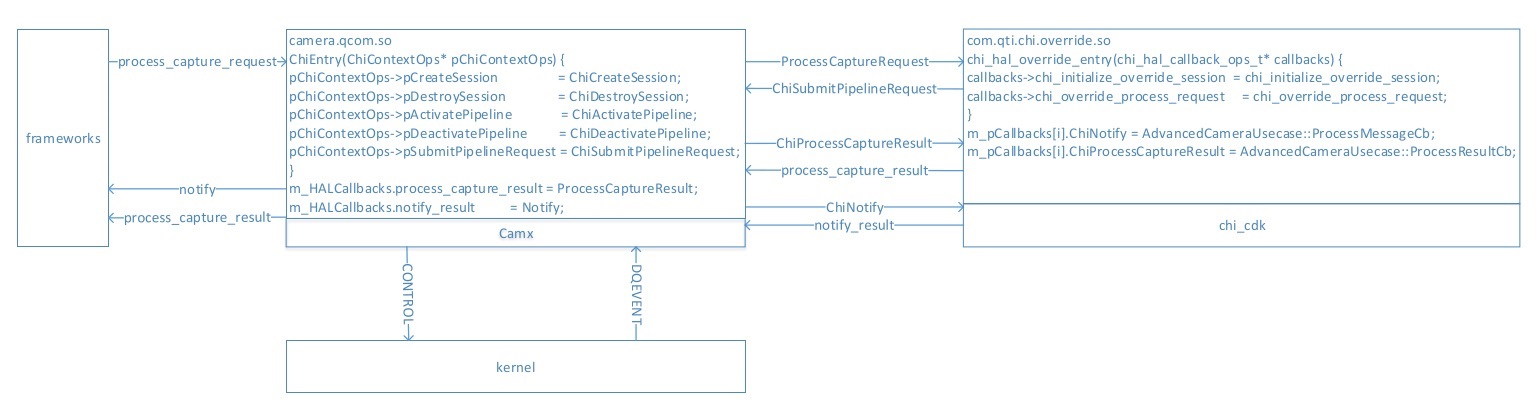 frameworks
process_capture_request
notify
process_capture_result
camera.qcom.so
ChiEntry(ChiContextOps* pChiContextOps) {
pChiContextOps->pCreateSession = ChiCreateSession;
pChiContextOps->pDestroySession = ChiDestroySession;
pChiContextOps->pActivatePipeline = ChiActivatePipeline;
pChiContextOps->pDeactivatePipeline = ChiDeactivatePipeline;
pChiContextOps->pSubmitPipelineRequest = ChiSubmitPipelineRequest;
}
m_HALCallbacks.process_capture_result = ProcessCaptureResult;
m_HALCallbacks.notify_result = Notify;
Camx
ProcessCaptureRequest
ChiSubmitPipelineRequest
ChiProcessCaptureResult
process_capture_result
ChiNotify
notify_result
com.qti.chi.override.so
chi_hal_override_entry(chi_hal_callback_ops_t* callbacks) {
callbacks->chi_initialize_override_session = chi_initialize_override_session;
callbacks->chi_override_process_request = chi_override_process_request;
}
m_pCallbacks[i].ChiNotify = AdvancedCameraUsecase::ProcessMessageCb;
m_pCallbacks[i].ChiProcessCaptureResult = AdvancedCameraUsecase::ProcessResultCb;
chi_cdk
CONTROL
DQEVENT
kernel